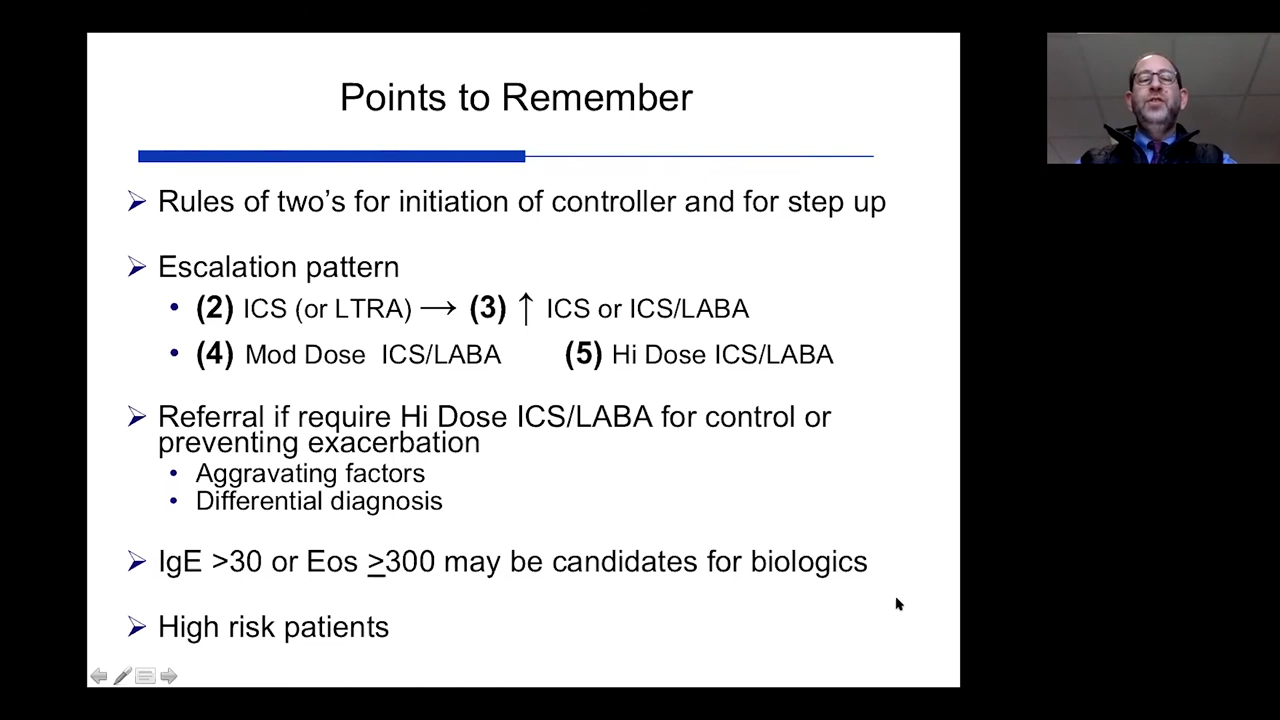 Points to Remember
Rules of two's for initiation of controller and for step up
Escalation pattern
(2) ICS (or LTRA) → (3) ↑ ICS or ICS/LABA
(4) Mod Dose ICS/LABA (5) Hi Dose ICS/LABA
Referral if require Hi Dose ICS/LABA for control or
preventing exacerbation
Aggravating factors
Differential diagnosis
IgE >30 or Eos ≥300 may be candidates for biologics
High risk patients